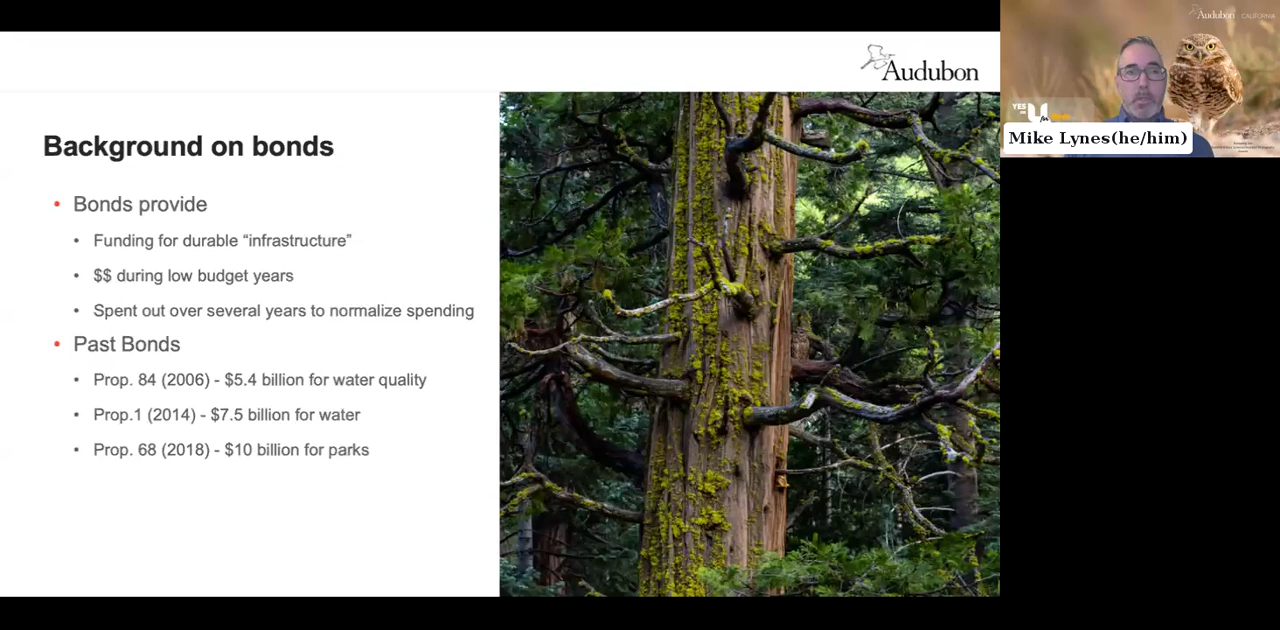 Audubon
Background on bonds
• Bonds provide
• Funding for durable “infrastructure”
• $$ during low budget years
• Spent out over several years to normalize spending
• Past Bonds
• Prop. 84 (2006) - $5.4 billion for water quality
• Prop.1 (2014) - $7.5 billion for water
• Prop. 68 (2018) - $10 billion for parks
Audubon CALIFORNIA
YES
U
Mike Lynes(he/him)